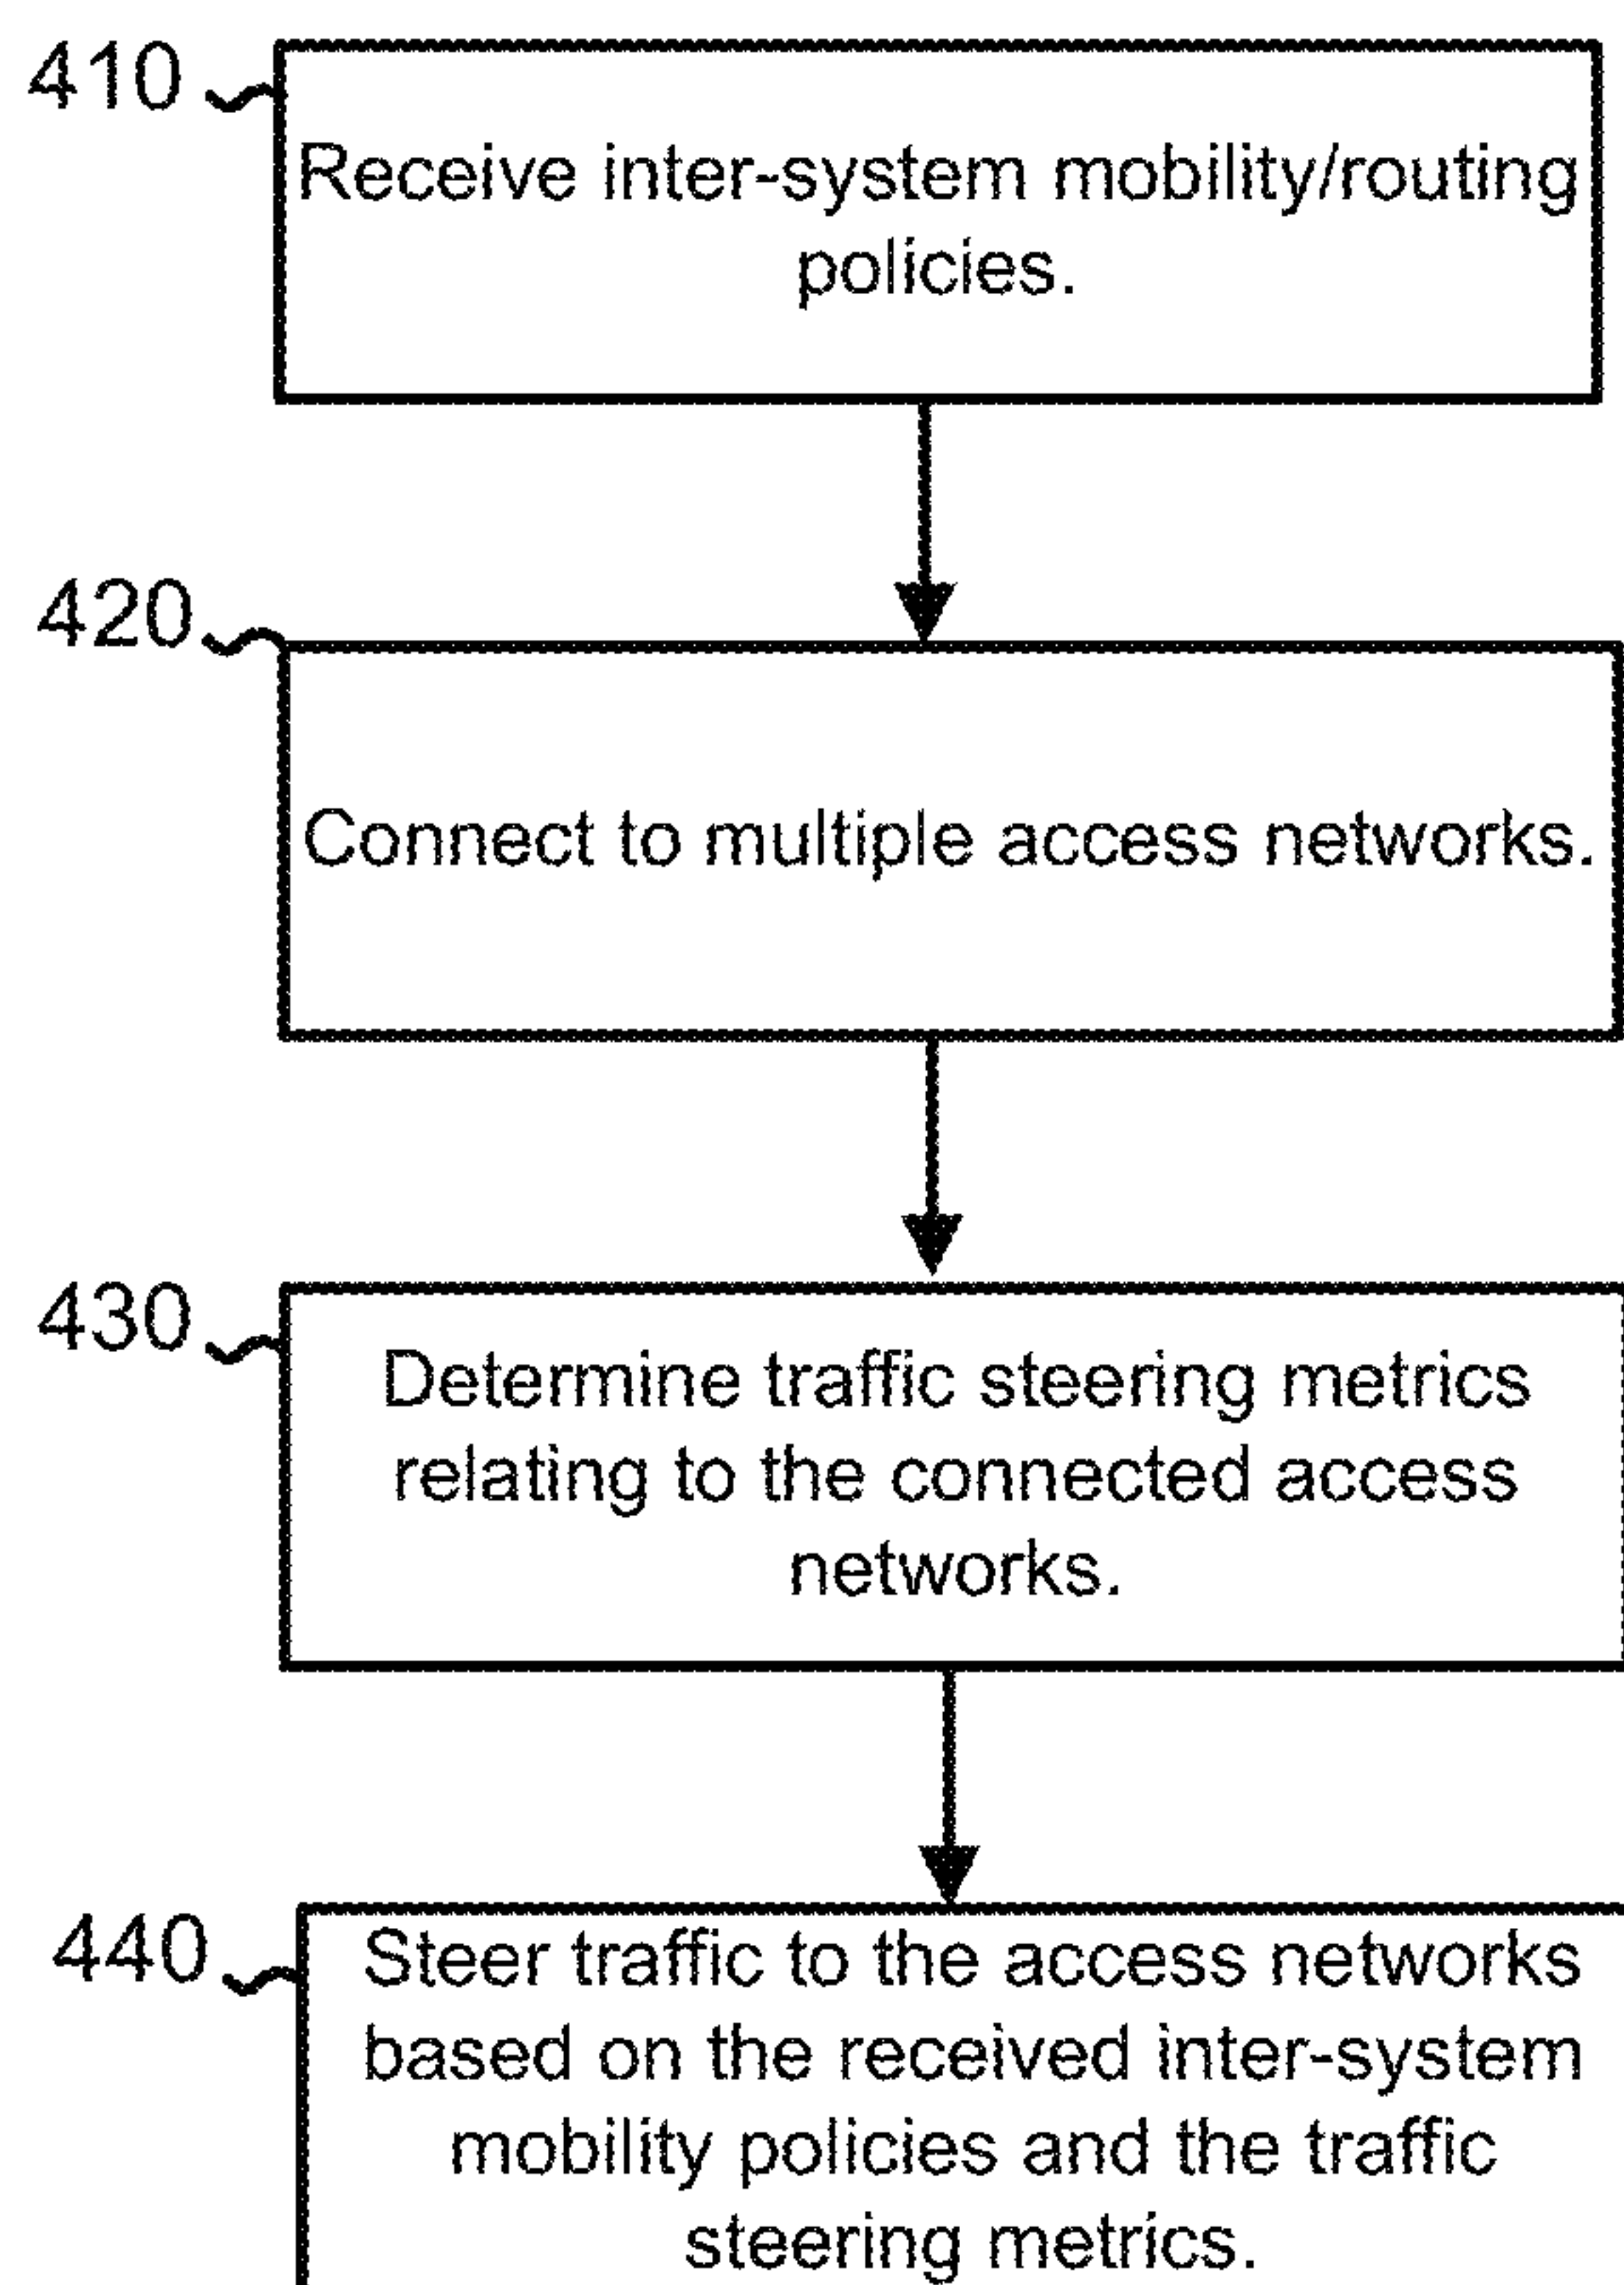 410
Receive inter-system mobility/routing
policies.
420
Connect to multiple access networks.
430
Determine traffic steering metrics
relating to the connected access
networks.
440
Steer traffic to the access networks
based on the received inter-system
mobility policies and the traffic
steering metrics.